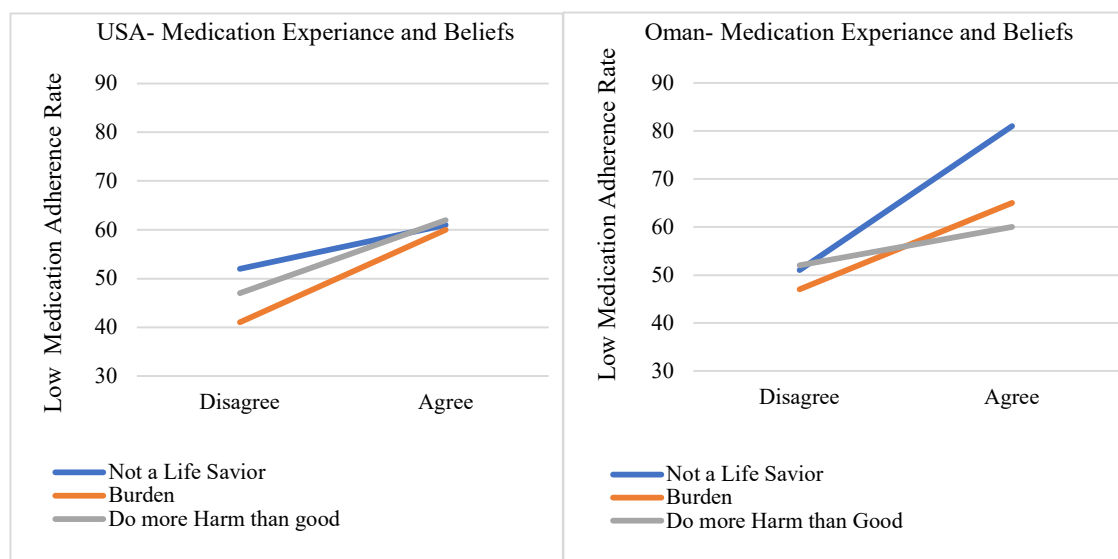 USA- Medication Experiance and Beliefs
Low Medication Adherence Rate
90
80
70
60
50
40
30
Disagree Agree
Not a Life Savior
Burden
Do more Harm than good
Oman- Medication Experiance and Beliefs
Low Medication Adherence Rate
90
80
70
60
50
40
30
Disagree Agree
Not a Life Savior
Burden
Do more Harm than Good